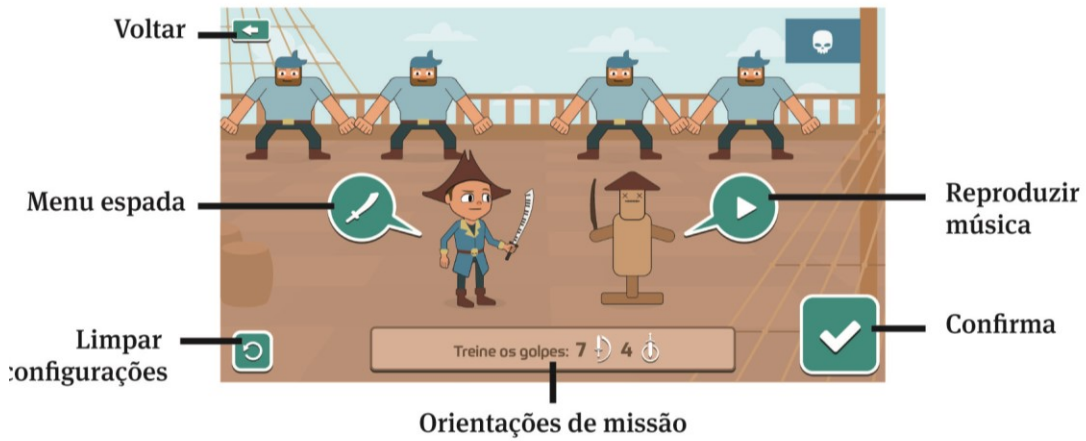 Voltar
Menu espada
Reproduzir
música
Limpar
configurações
Confirma
Treine os golpes: 7 4
Orientações de missão